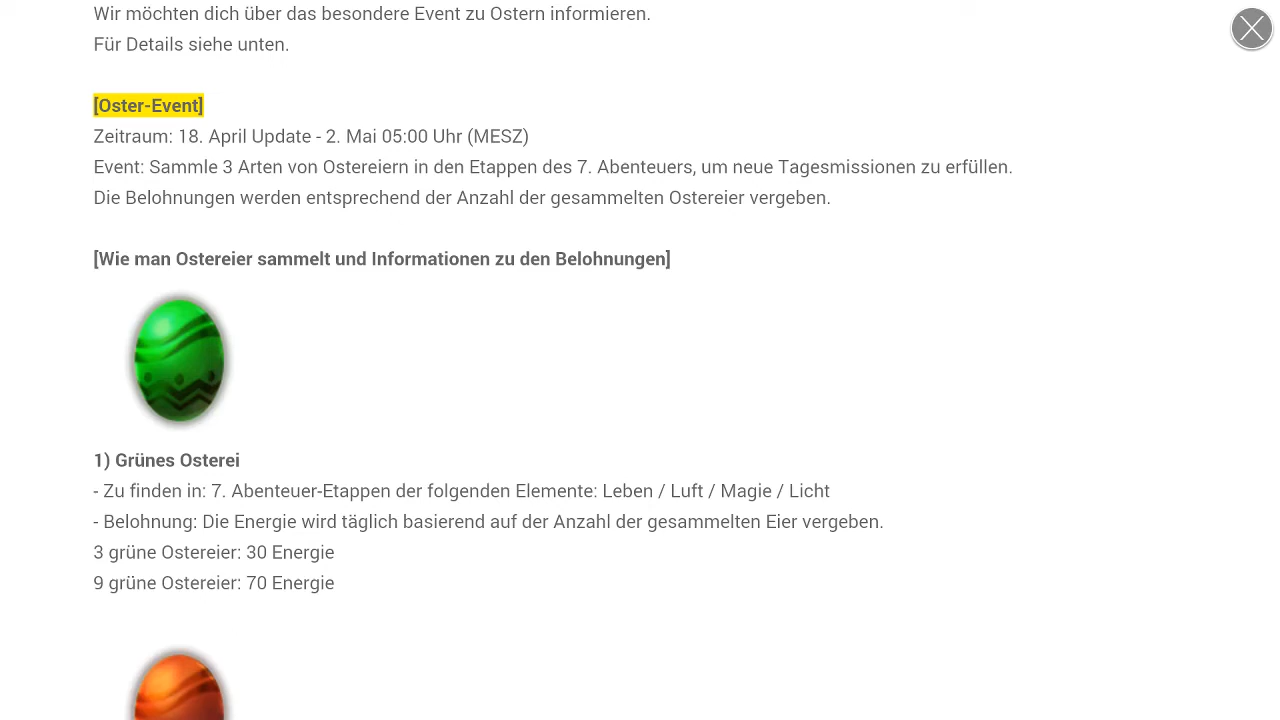 Wir möchten dich über das besondere Event zu Ostern informieren.
Für Details siehe unten.
[Oster-Event]
Zeitraum: 18. April Update - 2. Mai 05:00 Uhr (MESZ)
Event: Sammle 3 Arten von Ostereiern in den Etappen des 7. Abenteuers, um neue Tagesmissionen zu erfüllen.
Die Belohnungen werden entsprechend der Anzahl der gesammelten Ostereier vergeben.
[Wie man Ostereier sammelt und Informationen zu den Belohnungen]
1) Grünes Osterei
- Zu finden in: 7. Abenteuer-Etappen der folgenden Elemente: Leben / Luft / Magie / Licht
- Belohnung: Die Energie wird täglich basierend auf der Anzahl der gesammelten Eier vergeben.
3 grüne Ostereier: 30 Energie
9 grüne Ostereier: 70 Energie